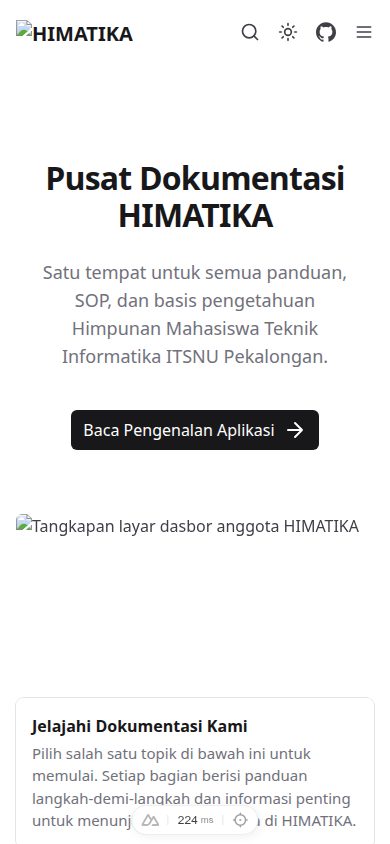 HIMATIKA
Pusat Dokumentasi
HIMATIKA
Satu tempat untuk semua panduan,
SOP, dan basis pengetahuan
Himpunan Mahasiswa Teknik
Informatika ITSNU Pekalongan.
Baca Pengenalan Aplikasi
Tangkapan layar dasbor anggota HIMATIKA
Jelajahi Dokumentasi Kami
Pilih salah satu topik di bawah ini untuk
memulai. Setiap bagian berisi panduan
langkah-demi-langkah dan informasi penting
untuk di HIMATIKA.
224 ms